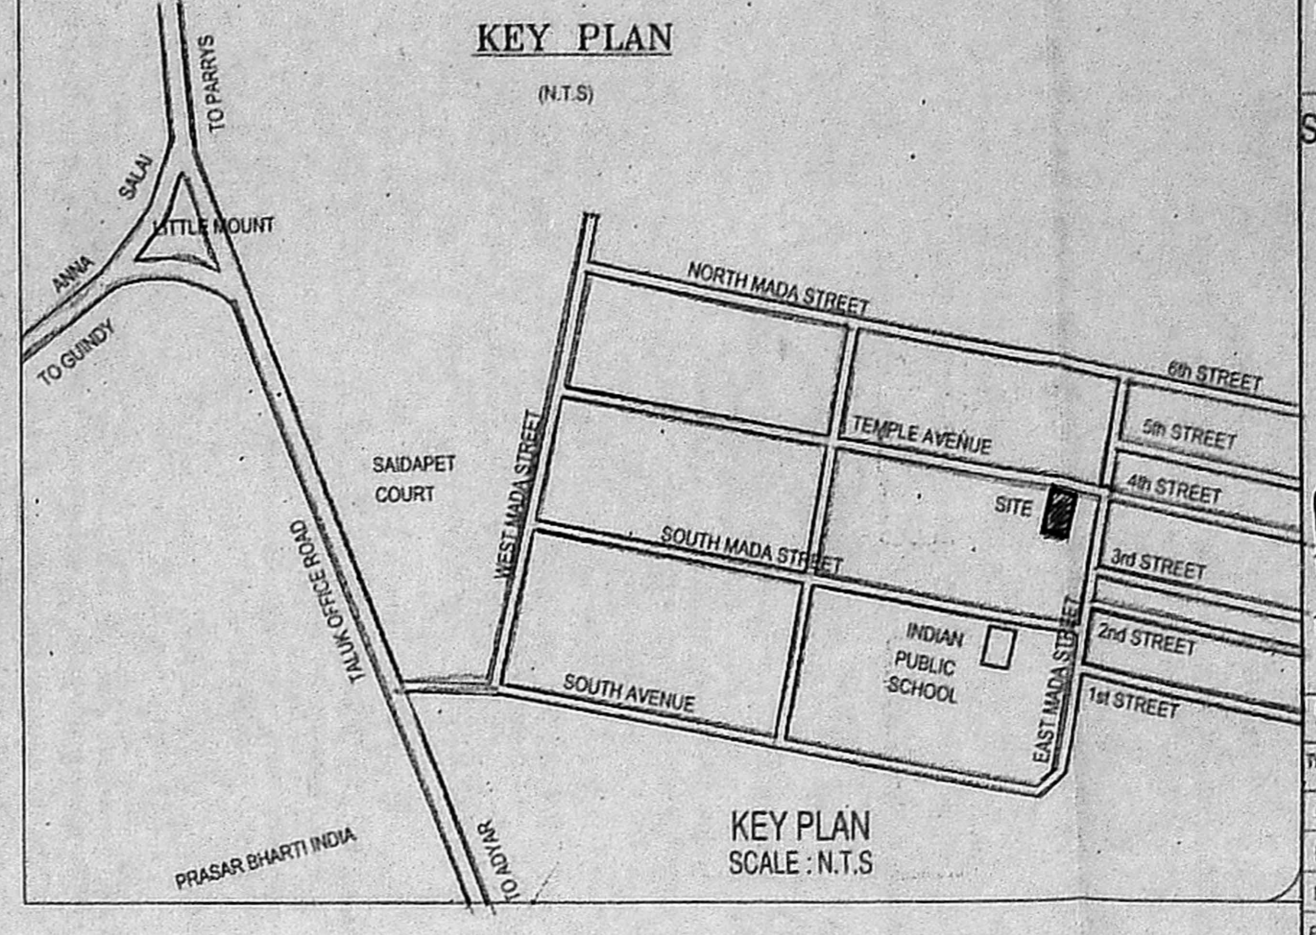 KEY PLAN
(N.T.S)
TO PARRYS
SALAI
LITTLE MOUNT
ANNA
TO GUINDY
NORTH MADA STREET
6th STREET
5th STREET
TEMPLE AVENUE
4th STREET
SAIDAPET
COURT
SITE
WEST MADA STREET
SOUTH MADA STREET
3rd STREET
TALUK OFFICE ROAD
INDIAN
PUBLIC
SCHOOL
2nd STREET
EAST MADA STREET
1st STREET
SOUTH AVENUE
KEY PLAN
SCALE : N.T.S
PRASAR BHARTI INDIA
TO ADYAR